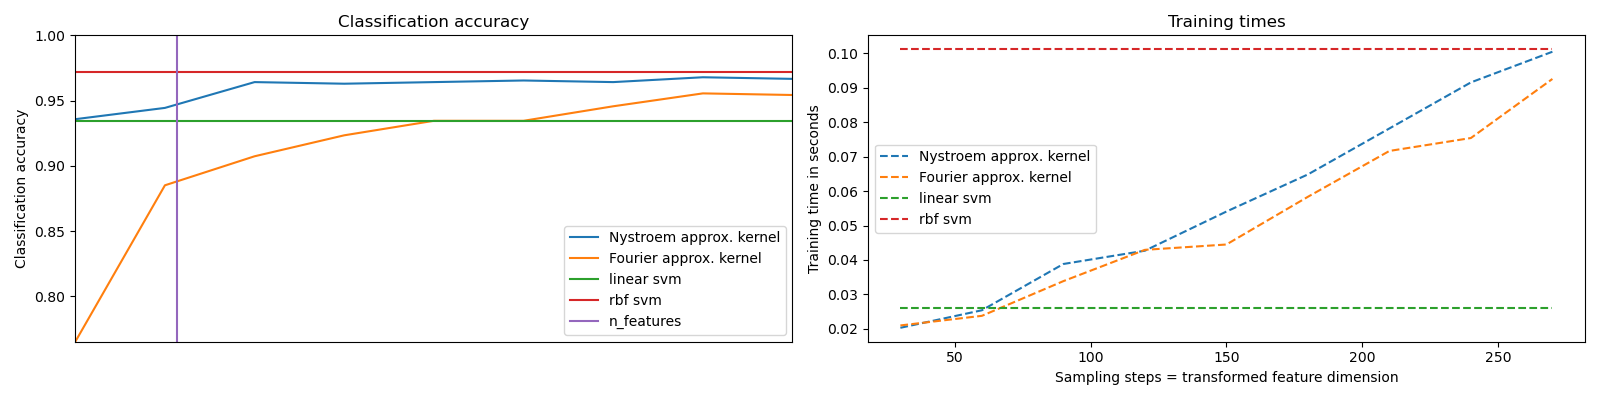 Classification accuracy
Classification accuracy
1.00
0.95
0.90
0.85
0.80
Nystroem approx. kernel
Fourier approx. kernel
linear svm
rbf svm
n_features
Training times
Training time in seconds
0.10
0.09
0.08
0.07
0.06
0.05
0.04
0.03
0.02
Nystroem approx. kernel
Fourier approx. kernel
linear svm
rbf svm
50 100 150 200 250
Sampling steps = transformed feature dimension